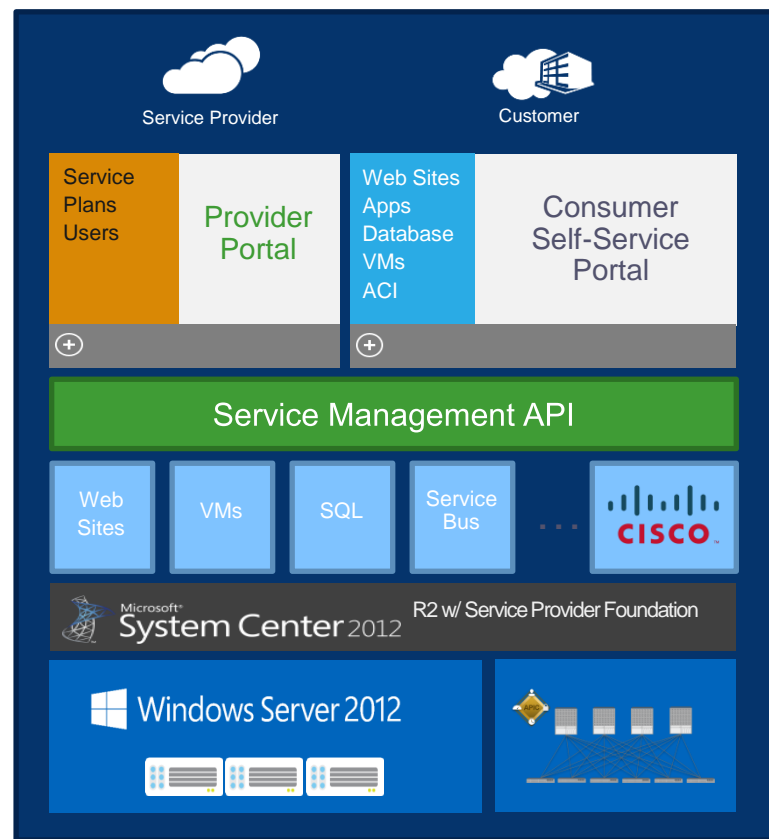 Service Provider
Customer
Service
Plans
Users
Provider
Portal
Web Sites
Apps
Database
VMs
ACI
Consumer
Self-Service
Portal
Service Management API
Web
Sites
VMs
SQL
Service
Bus
...
CISCO™
Microsoft®
System Center 2012 R2 w/ Service Provider Foundation
Windows Server 2012
APIC